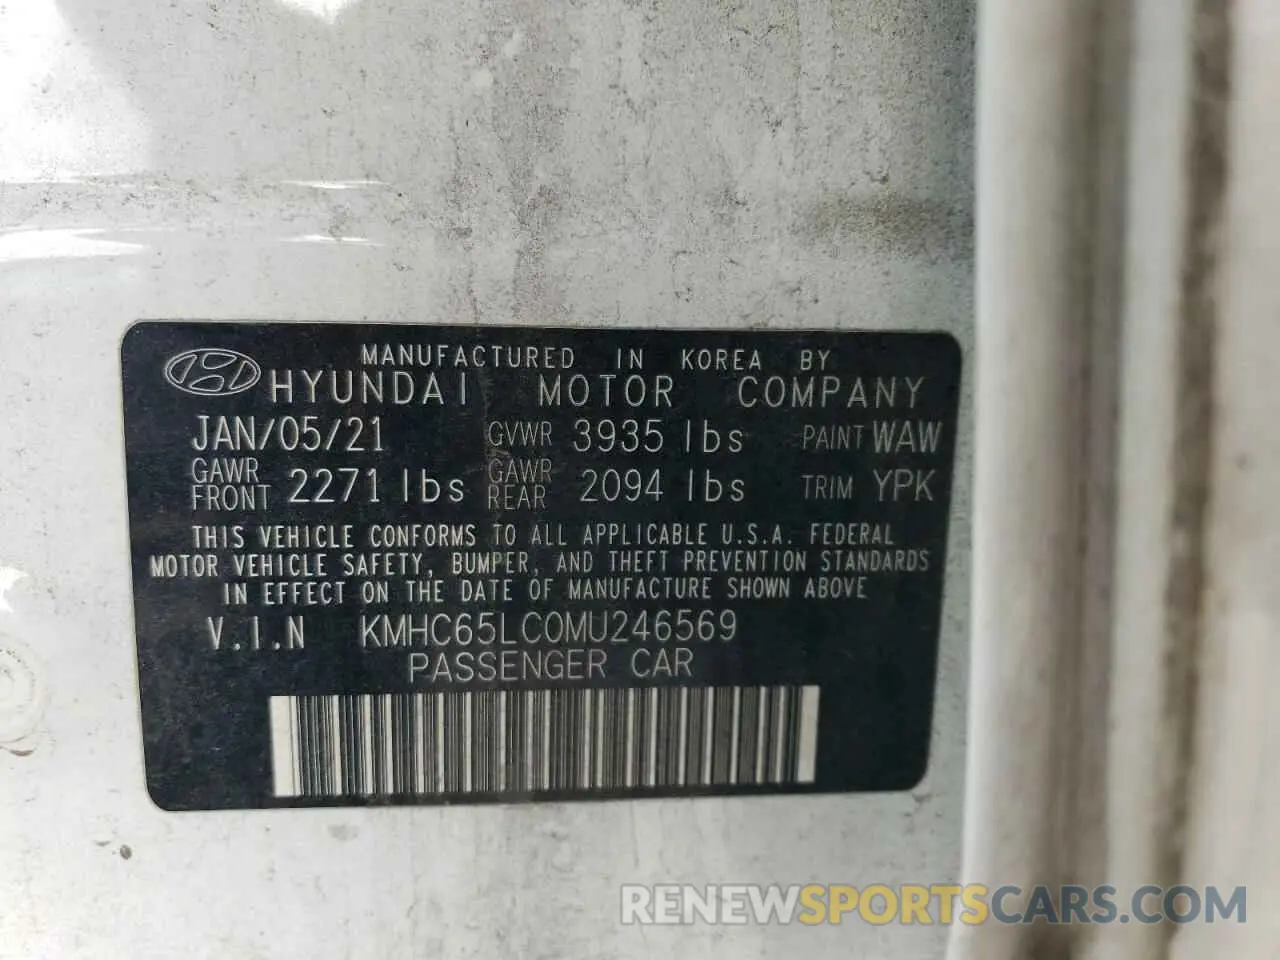 MANUFACTURED IN KOREA BY
HYUNDAI MOTOR COMPANY
JAN/05/21 GVWR 3935 lbs PAINT WAW
GAWR FRONT 2271 lbs GAWR REAR 2094 lbs TRIM YPK
THIS VEHICLE CONFORMS TO ALL APPLICABLE U.S.A. FEDERAL
MOTOR VEHICLE SAFETY, BUMPER, AND THEFT PREVENTION STANDARDS
IN EFFECT ON THE DATE OF MANUFACTURE SHOWN ABOVE
V.I.N KMHC65LC0MU246569
PASSENGER CAR
RENEWSPORTSCARS.COM